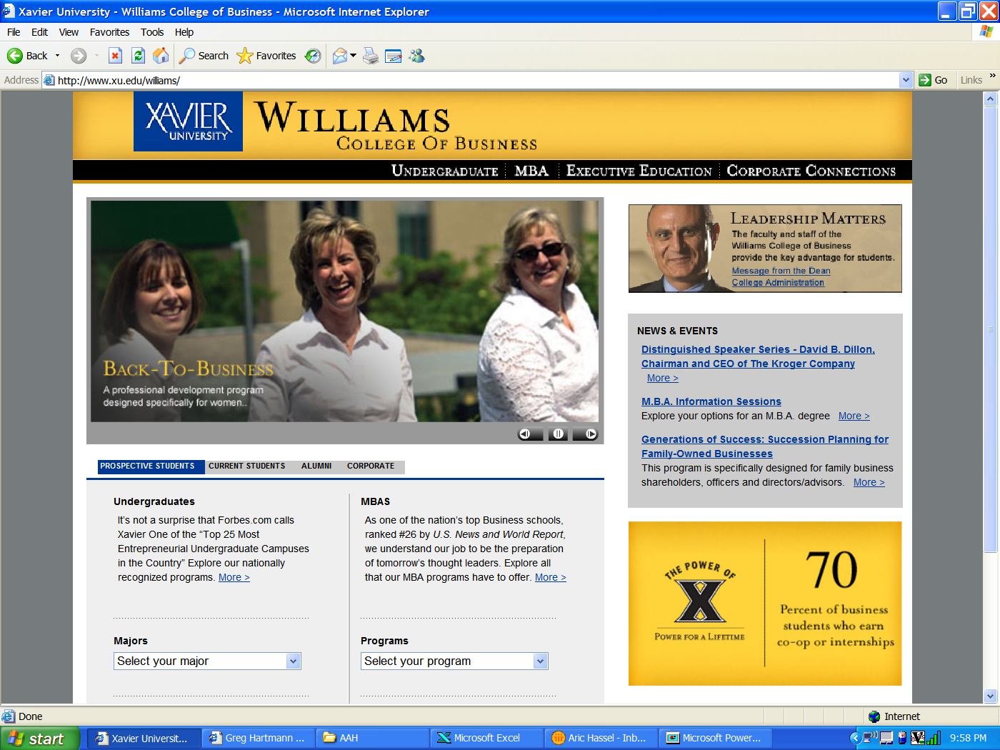 Xavier University - Williams College of Business - Microsoft Internet Explorer
File Edit View Favorites Tools Help
Back Search Favorites
Address http://www.xu.edu/williams/ Go Links »
XAVIER
UNIVERSITY
WILLIAMS
COLLEGE OF BUSINESS
UNDERGRADUATE MBA EXECUTIVE EDUCATION CORPORATE CONNECTIONS
BACK-TO-BUSINESS
A professional development program
designed specifically for women..
LEADERSHIP MATTERS
The faculty and staff of the
Williams College of Business
provide the key advantage for students.
Message from the Dean
College Administration
NEWS & EVENTS
Distinguished Speaker Series - David B. Dillon,
Chairman and CEO of The Kroger Company
More >
M.B.A. Information Sessions
Explore your options for an M.B.A. degree More >
Generations of Success: Succession Planning for
Family-Owned Businesses
This program is specifically designed for family business
shareholders, officers and directors/advisors. More >
PROSPECTIVE STUDENTS CURRENT STUDENTS ALUMNI CORPORATE
Undergraduates
It's not a surprise that Forbes.com calls
Xavier One of the “Top 25 Most
Entrepreneurial Undergraduate Campuses
in the Country” Explore our nationally
recognized programs. More >
MBAS
As one of the nation's top Business schools,
ranked #26 by U.S. News and World Report,
we understand our job to be the preparation
of tomorrow's thought leaders. Explore all
that our MBA programs have to offer. More >
Majors
Select your major
Programs
Select your program
THE POWER OF
X
POWER FOR A LIFETIME
70
Percent of business
students who earn
co-op or internships
Done Internet
start Xavier Universit... Greg Hartmann ... AAH Microsoft Excel Aric Hassel - Inb... Microsoft Power... 9:58 PM